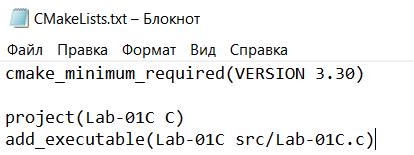 CMakeLists.txt – Блокнот
Файл Правка Формат Вид Справка
cmake_minimum_required(VERSION 3.30)
project(Lab-01C C)
add_executable(Lab-01C src/Lab-01C.c)